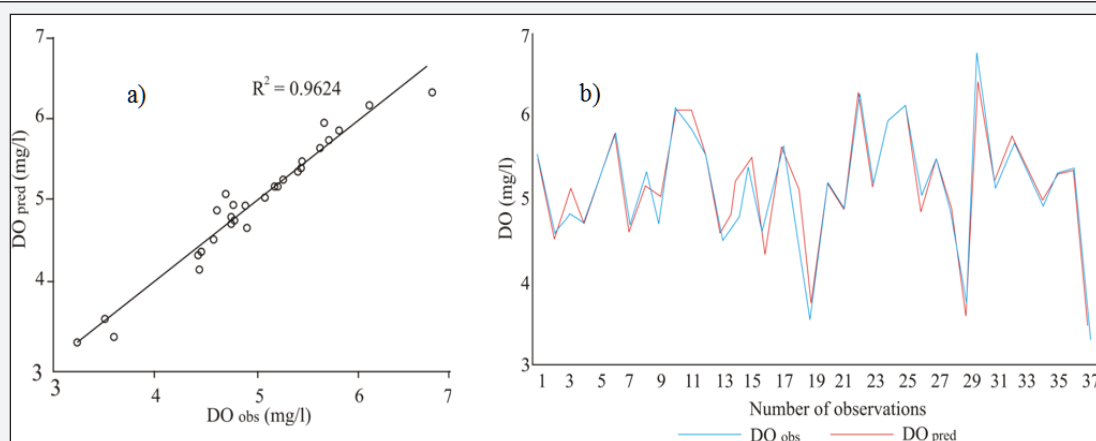 a)
R² = 0.9624
7
6
5
4
3
DO pred (mg/l)
3 4 5 6 7
DO obs (mg/l)
b)
7
6
5
4
3
DO (mg/l)
1 3 5 7 9 11 13 15 17 19 21 23 25 27 29 31 33 35 37
Number of observations
DO obs DO pred